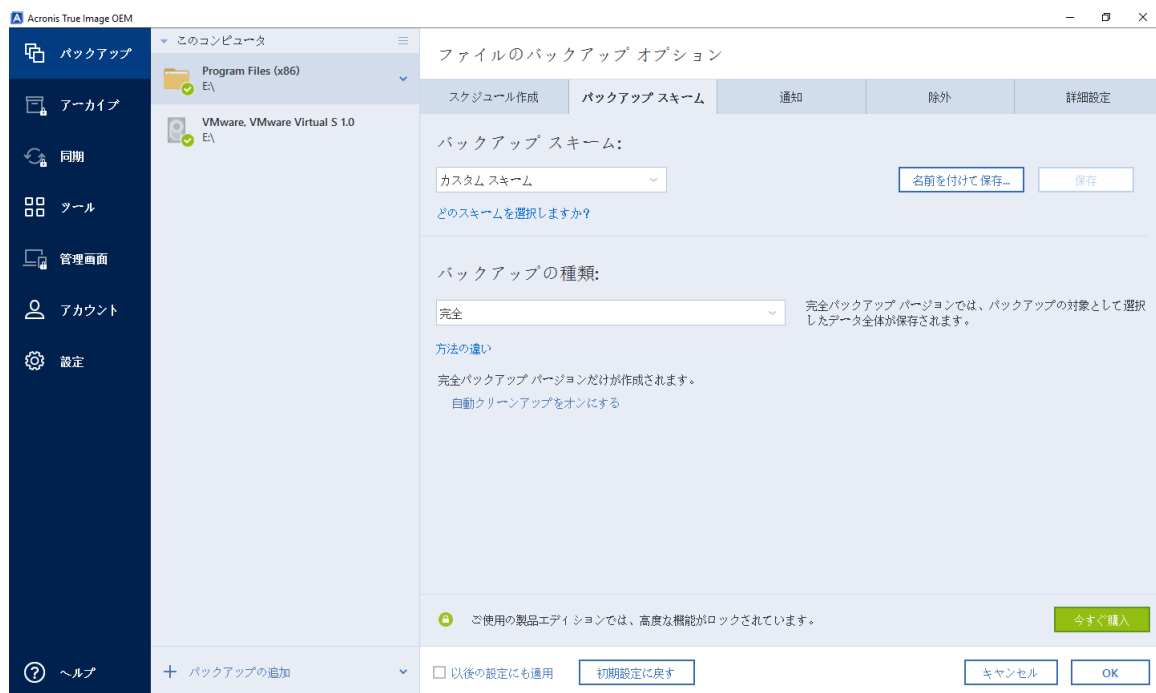 Acronis True Image OEM
バックアップ
アーカイブ
同期
ツール
管理画面
アカウント
設定
ヘルプ
このコンピュータ
Program Files (x86)
E:\
VMware, VMware Virtual S 1.0
E:\
バックアップの追加
ファイルのバックアップ オプション
スケジュール作成
バックアップ スキーム
通知
除外
詳細設定
バックアップ スキーム:
カスタム スキーム
名前を付けて保存...
保存
どのスキームを選択しますか?
バックアップの種類:
完全
完全バックアップ バージョンでは、バックアップの対象として選択
したデータ全体が保存されます。
方法の違い
完全バックアップ バージョンだけが作成されます。
自動クリーンアップをオンにする
ご使用の製品エディションでは、高度な機能がロックされています。
今すぐ購入
以後の設定にも適用
初期設定に戻す
キャンセル
OK